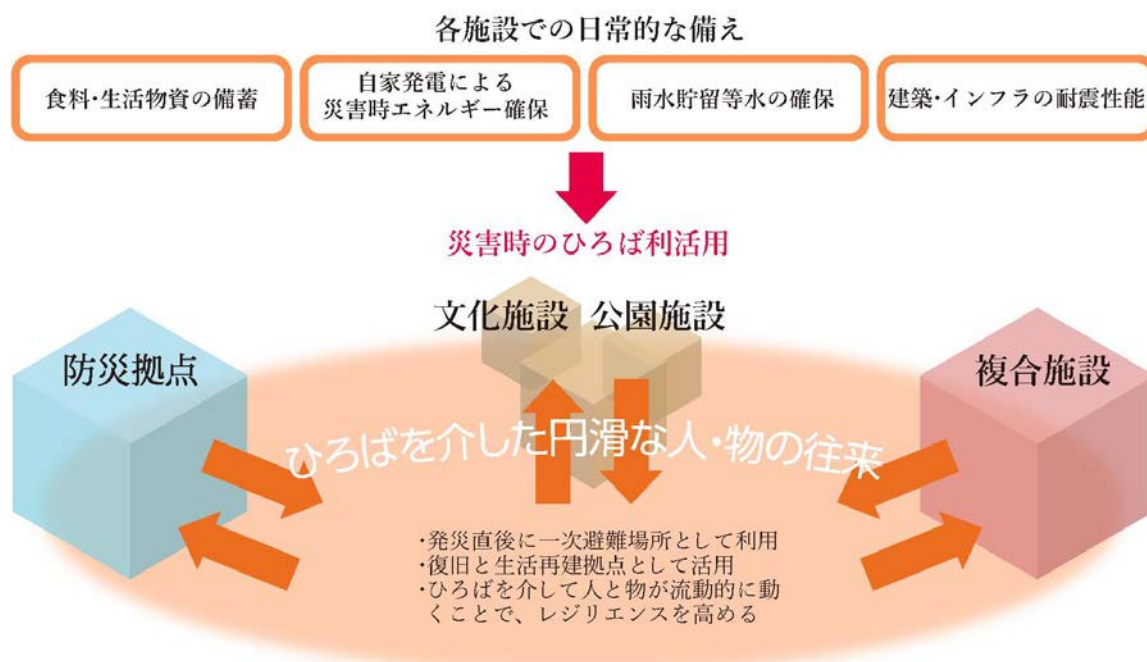 各施設での日常的な備え
食料・生活物資の備蓄
自家発電による
災害時エネルギー確保
雨水貯留等水の確保
建築・インフラの耐震性能
災害時のひろば利活用
文化施設
公園施設
防災拠点
複合施設
ひろばを介した円滑な人・物の往来
・発災直後に一次避難場所として利用
・復旧と生活再建拠点として活用
・ひろばを介して人と物が流動的に動
くことで、レジリエンスを高める